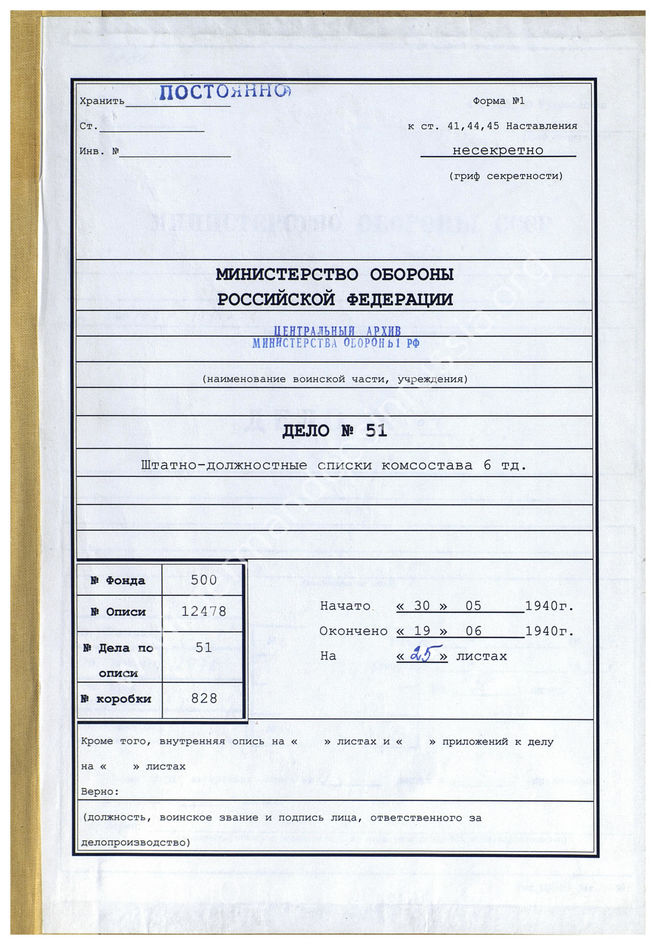 Хранить ПОСТОЯННО
Форма №1
Ст.
к ст. 41,44,45 Наставления
Инв. №
несекретно
(гриф секретности)
МИНИСТЕРСТВО ОБОРОНЫ
РОССИЙСКОЙ ФЕДЕРАЦИИ
ЦЕНТРАЛЬНЫЙ АРХИВ
МИНИСТЕРСТВА ОБОРОНЫ РФ
(наименование воинской части, учреждения)
ДЕЛО № 51
Штатно-должностные списки комсостава 6 тд.
№ Фонда 500
№ Описи 12478
№ Дела по описи 51
№ коробки 828
Начато « 30 » 05 1940г.
Окончено « 19 » 06 1940г.
На « 25 » листах
Кроме того, внутренняя опись на « » листах и « » приложений к делу
на « » листах
Верно:
(должность, воинское звание и подпись лица, ответственного за
делопроизводство)